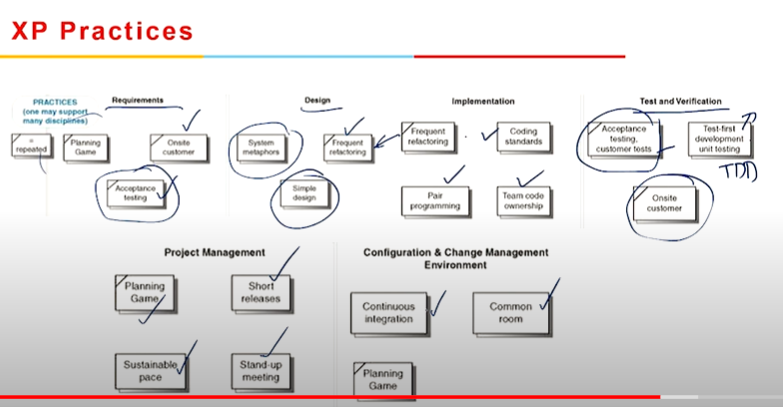 XP Practices
PRACTICES
(one may support
many disciplines)
=
repeated
Requirements
Planning
Game
Onsite
customer
Acceptance
testing
Design
System
metaphors
Frequent
refactoring
Simple
design
Implementation
Frequent
refactoring
Coding
standards
Pair
programming
Team code
ownership
Test and Verification
Acceptance
testing,
customer tests
Test-first
development
unit testing
TDD
Onsite
customer
Project Management
Planning
Game
Short
releases
Sustainable
pace
Stand-up
meeting
Configuration & Change Management
Environment
Continuous
integration
Common
room
Planning
Game